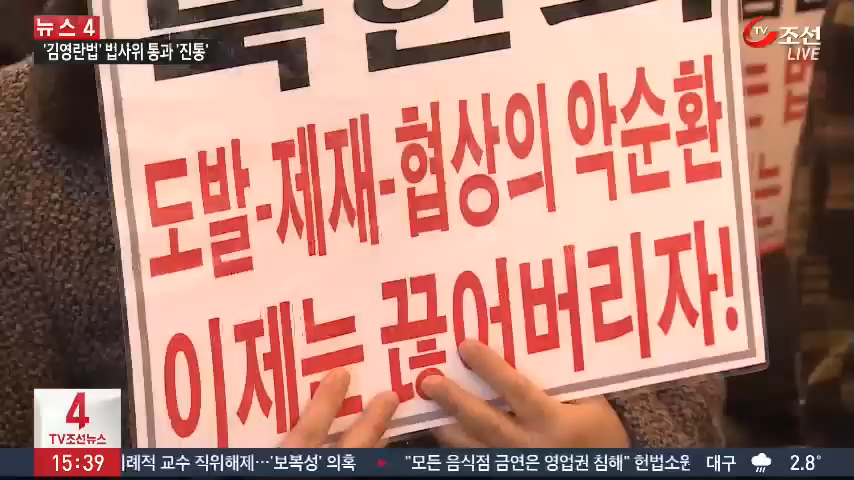 뉴스 4
'김영란법' 법사위 통과 '진통'
TV조선
LIVE
도발-제재-협상의 악순환
이제는 끊어버리자!
4
TV조선뉴스
15:39
례적 교수 직위해제…'보복성' 의혹 ▶ "모든 음식점 금연은 영업권 침해" 헌법소원 대구 2.8°